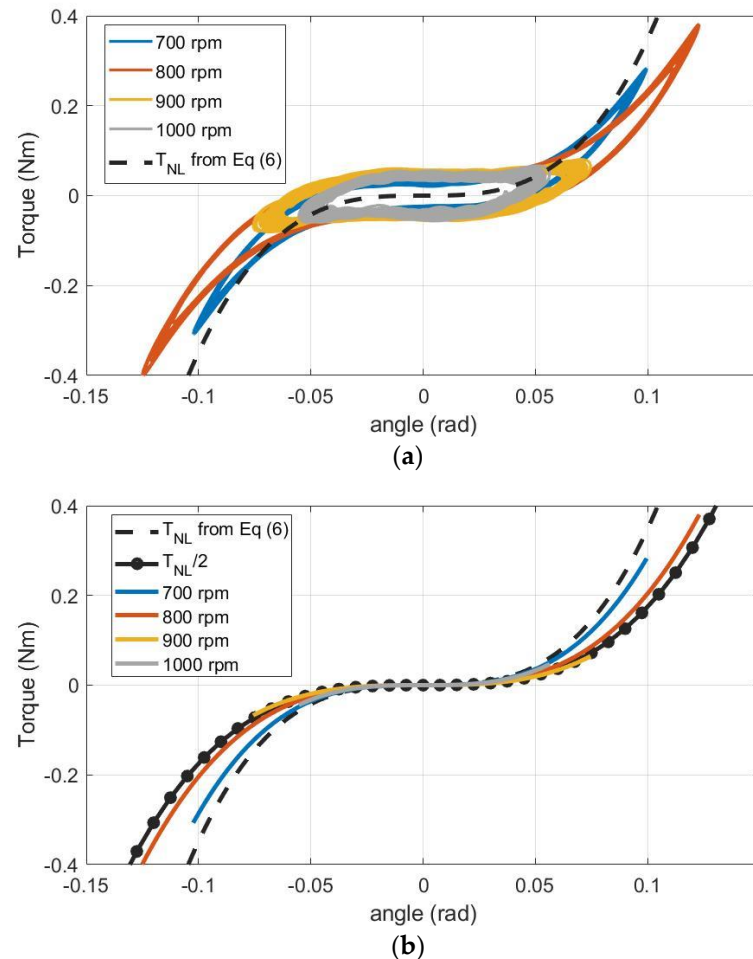 0.4
0.2
0
-0.2
-0.4
Torque (Nm)
700 rpm
800 rpm
900 rpm
1000 rpm
T_NL from Eq (6)
-0.15
-0.1
-0.05
0
0.05
0.1
angle (rad)
(a)
0.4
0.2
0
-0.2
-0.4
Torque (Nm)
T_NL from Eq (6)
T_NL/2
700 rpm
800 rpm
900 rpm
1000 rpm
-0.15
-0.1
-0.05
0
0.05
0.1
angle (rad)
(b)